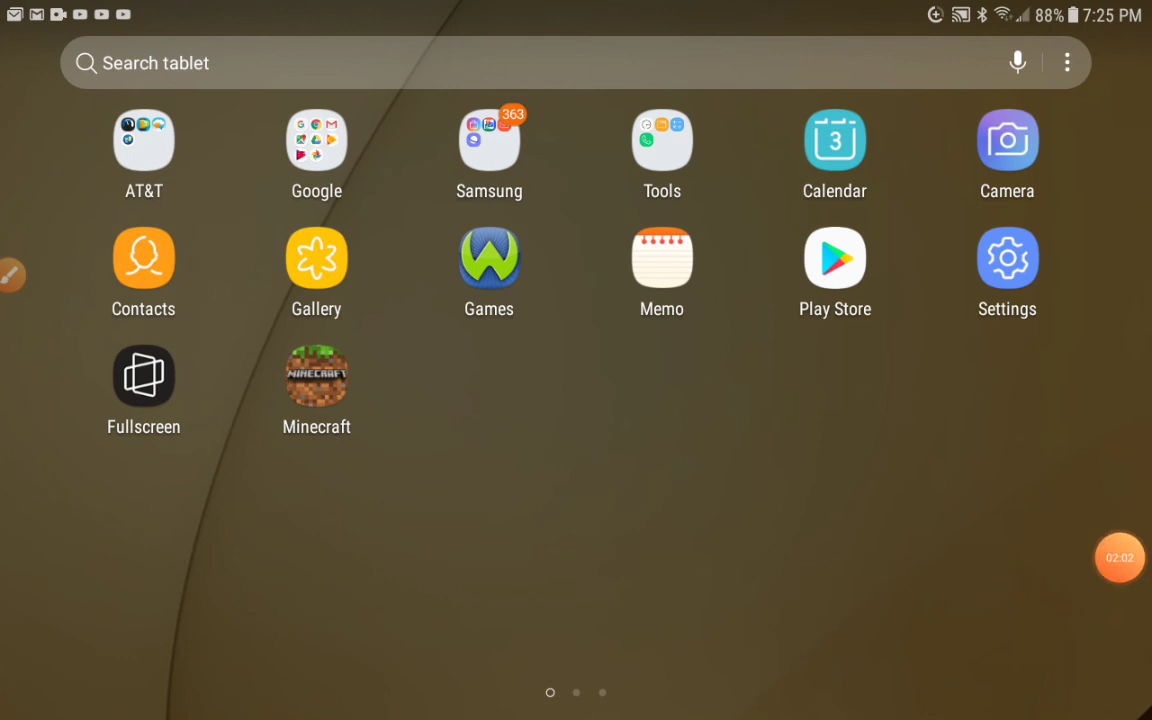 88% 7:25 PM
Search tablet
363
3
AT&T
Google
Samsung
Tools
Calendar
Camera
Contacts
Gallery
Games
Memo
Play Store
Settings
MINECRAFT
Fullscreen
Minecraft
02:02